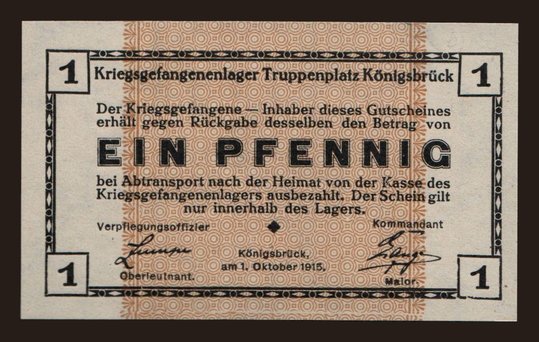 1 Kriegsgefangenenlager Truppenplatz Königsbrück 1
Der Kriegsgefangene — Inhaber dieses Gutscheines
erhält gegen Rückgabe desselben den Betrag von
EIN PFENNIG
bei Abtransport nach der Heimat von der Kasse des
Kriegsgefangenenlagers ausbezahlt. Der Schein gilt
nur innerhalb des Lagers.
Verpflegungsoffizier Kommandant
Königsbrück,
am 1. Oktober 1915.
1 Oberleutnant. Major. 1